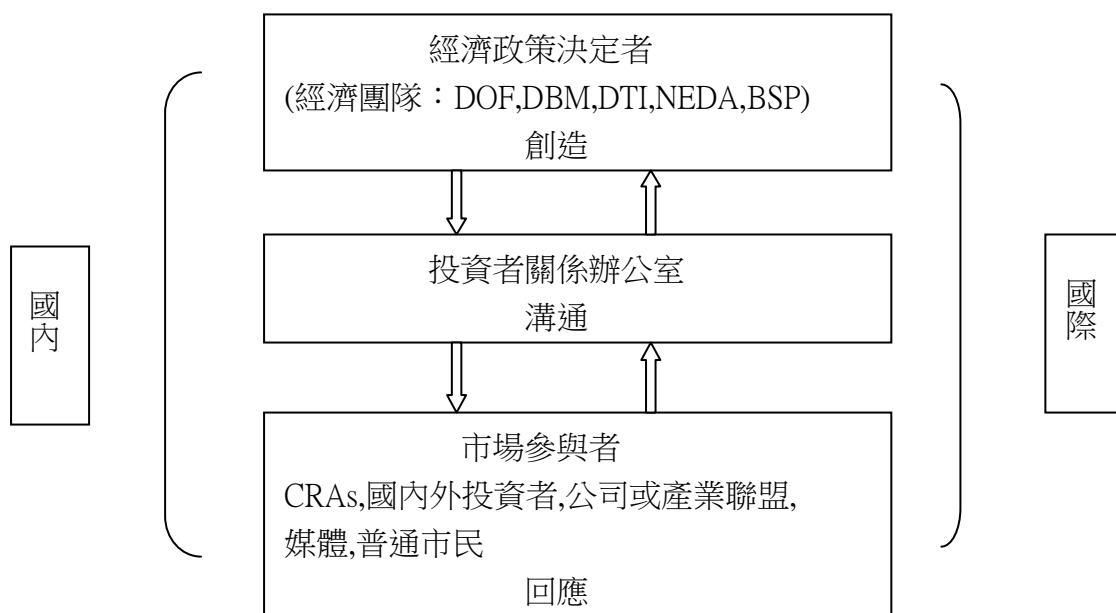 經濟政策決定者
(經濟團隊：DOF,DBM,DTI,NEDA,BSP)
創造
投資者關係辦公室
溝通
國內
國際
市場參與者
CRAs,國內外投資者,公司或產業聯盟,
媒體,普通市民
回應